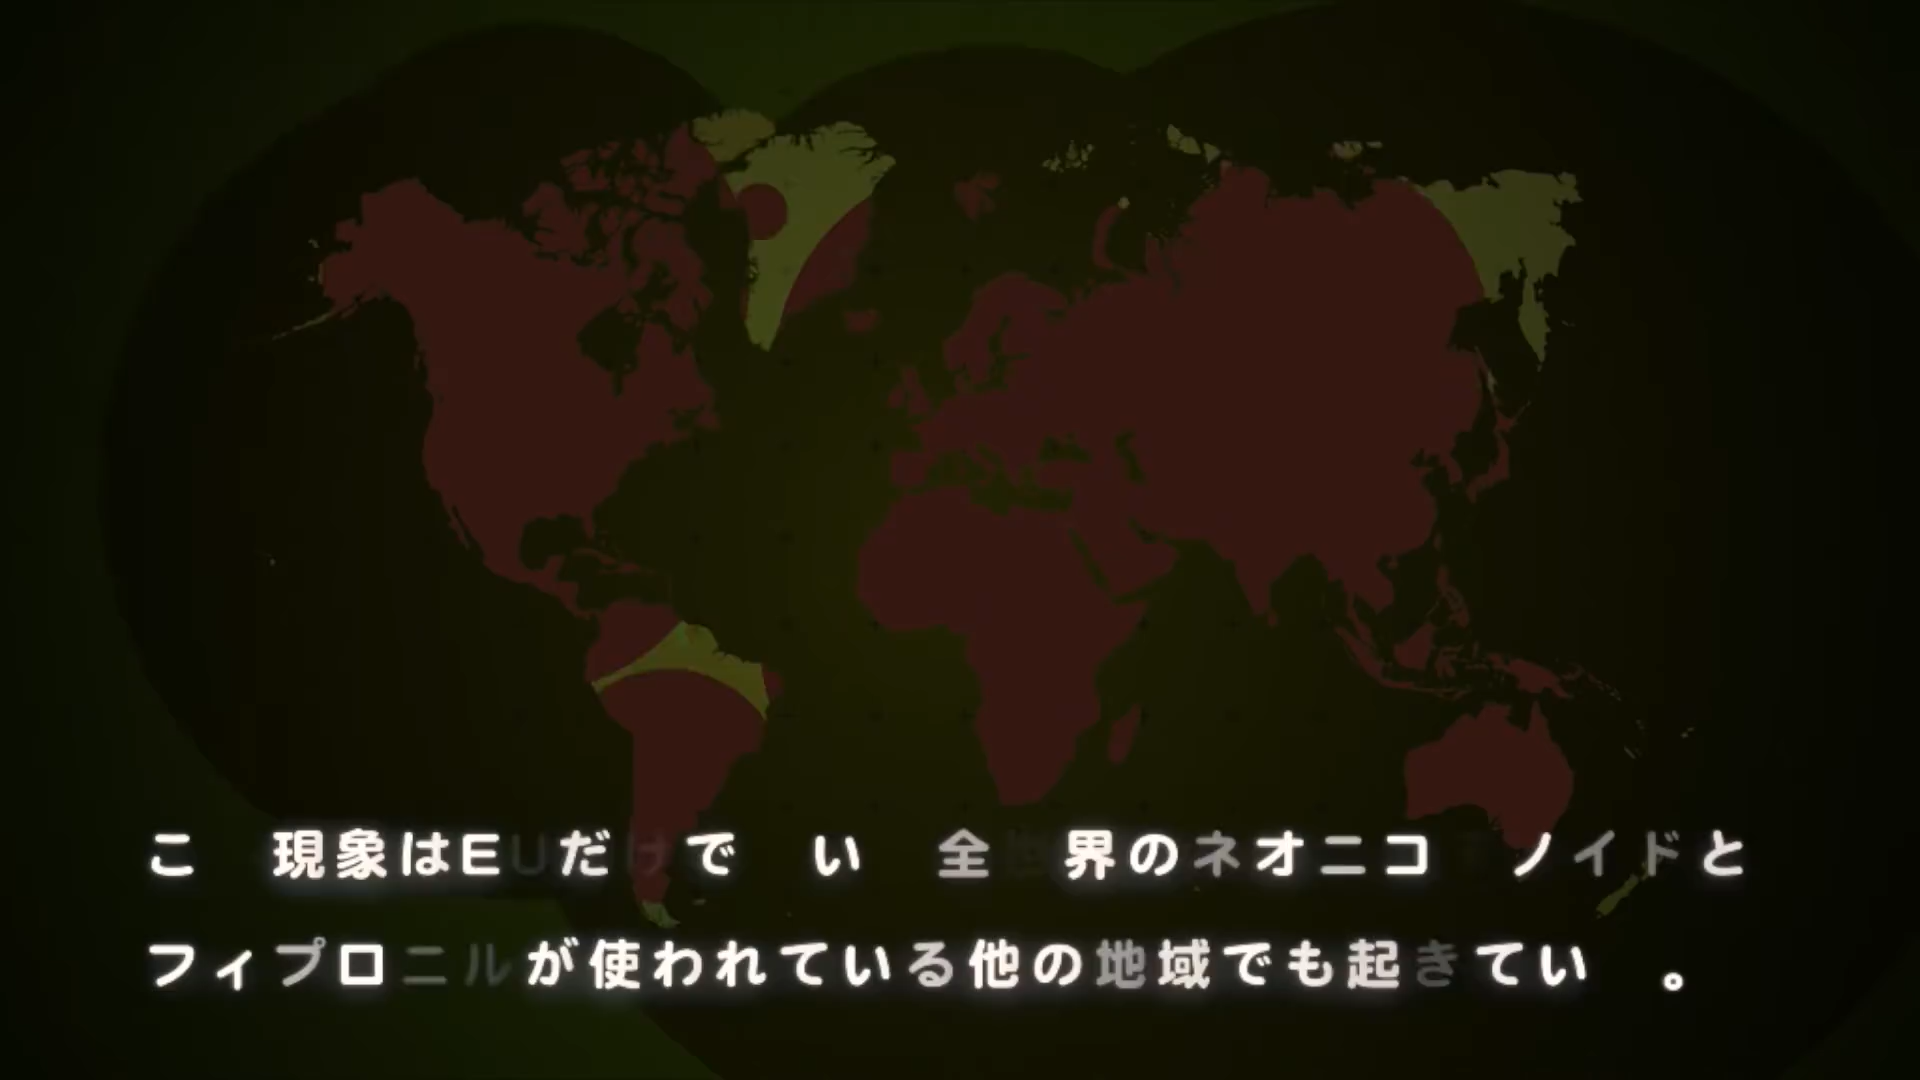 こ 現象はEUだけで い 全世界のネオニコチノイドと
フィプロニルが使われている他の地域でも起きてい 。